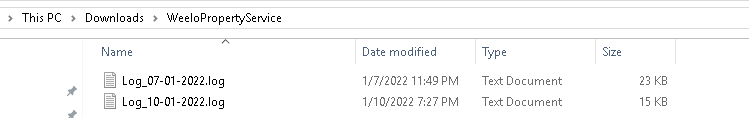 This PC > Downloads > WeeloPropertyService
Name Date modified Type Size
Log_07-01-2022.log 1/7/2022 11:49 PM Text Document 23 KB
Log_10-01-2022.log 1/10/2022 7:27 PM Text Document 15 KB